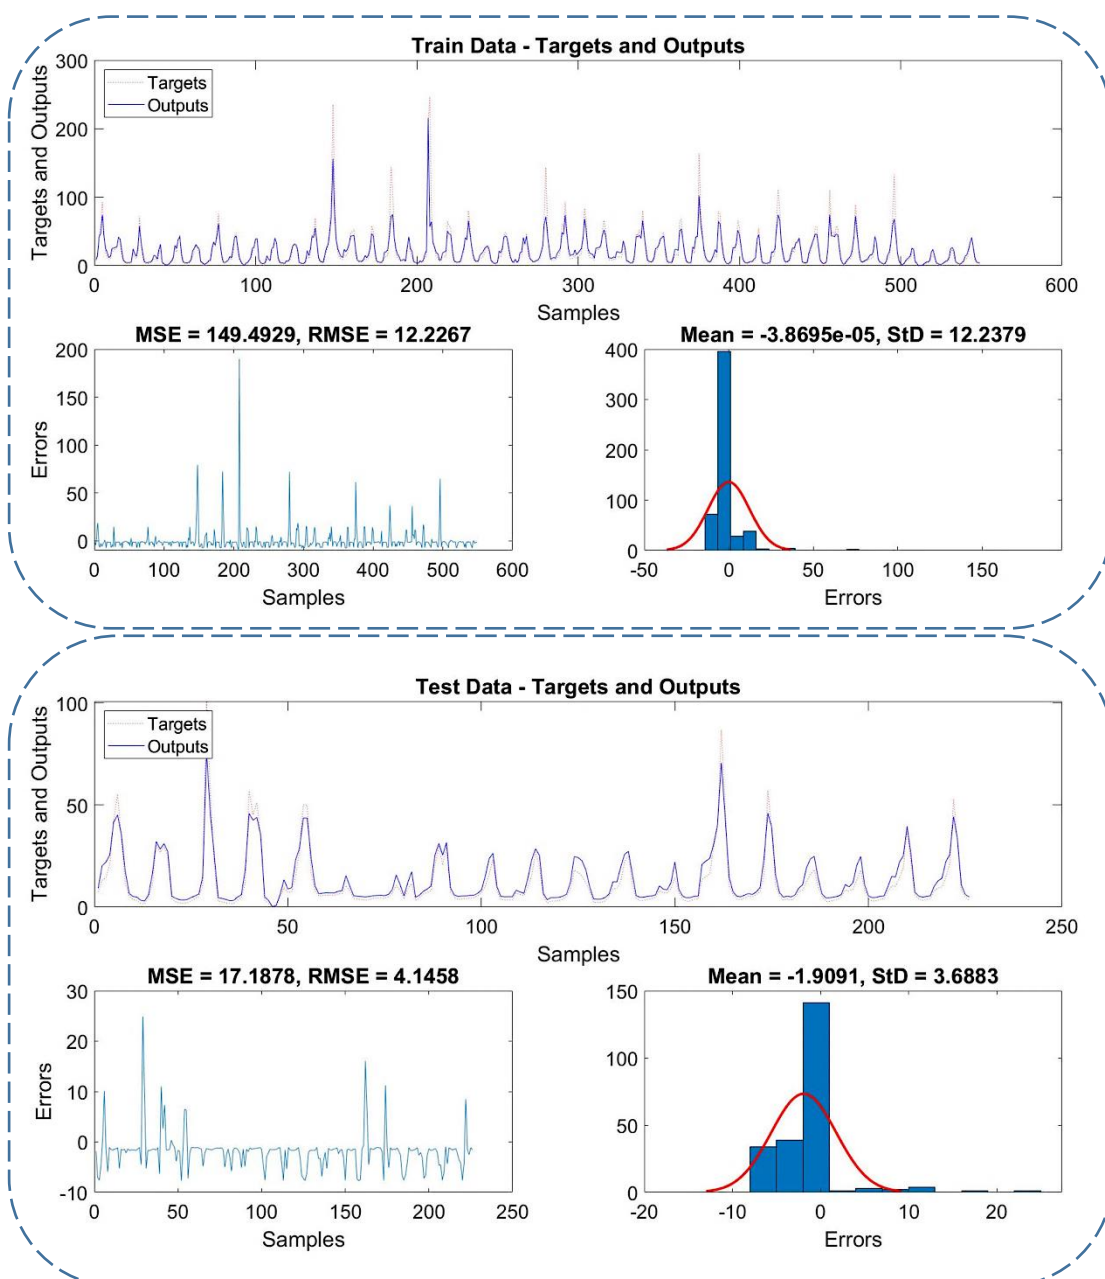 Train Data - Targets and Outputs
300
200
100
0
Targets and Outputs
Targets
Outputs
0 100 200 300 400 500 600
Samples
MSE = 149.4929, RMSE = 12.2267
200
150
100
50
0
Errors
0 100 200 300 400 500 600
Samples
Mean = -3.8695e-05, StD = 12.2379
400
300
200
100
0
-50 0 50 100 150
Errors
Test Data - Targets and Outputs
100
50
0
Targets and Outputs
Targets
Outputs
0 50 100 150 200 250
Samples
MSE = 17.1878, RMSE = 4.1458
30
20
10
0
-10
Errors
0 50 100 150 200 250
Samples
Mean = -1.9091, StD = 3.6883
150
100
50
0
-20 -10 0 10 20
Errors